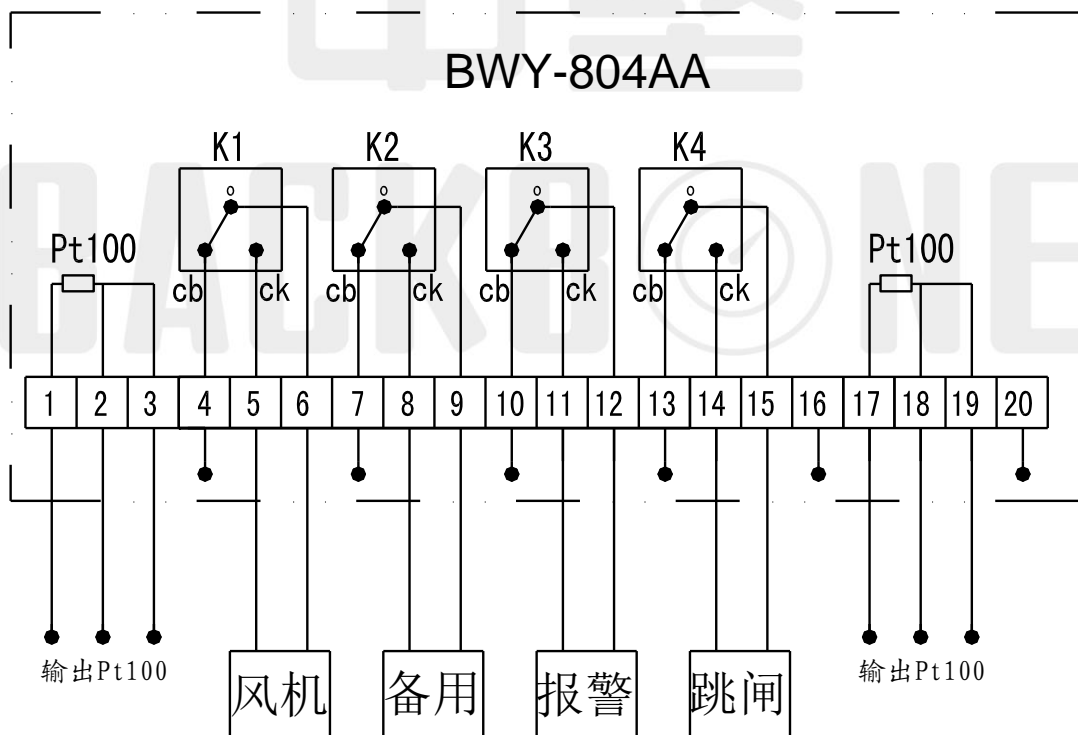 中整
BACKBONE
BWY-804AA
K1 K2 K3 K4
o o o o
Pt100 Pt100
cb ck cb ck cb ck cb ck
1 2 3 4 5 6 7 8 9 10 11 12 13 14 15 16 17 18 19 20
输出Pt100 输出Pt100
风机 备用 报警 跳闸